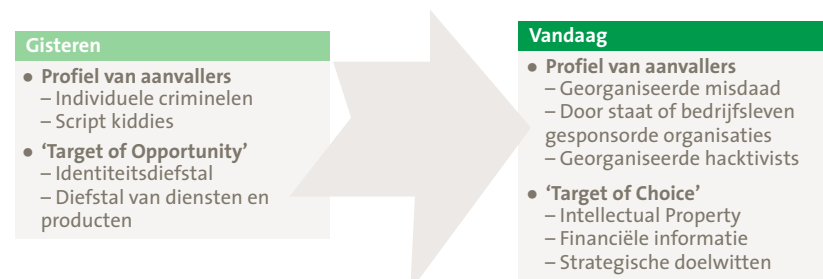 Gisteren
● Profiel van aanvallers
– Individuele criminelen
– Script kiddies
● ‘Target of Opportunity’
– Identiteitsdiefstal
– Diefstal van diensten en
producten
Vandaag
● Profiel van aanvallers
– Georganiseerde misdaad
– Door staat of bedrijfsleven
gesponsorde organisaties
– Georganiseerde hacktivists
● ‘Target of Choice’
– Intellectual Property
– Financiële informatie
– Strategische doelwitten